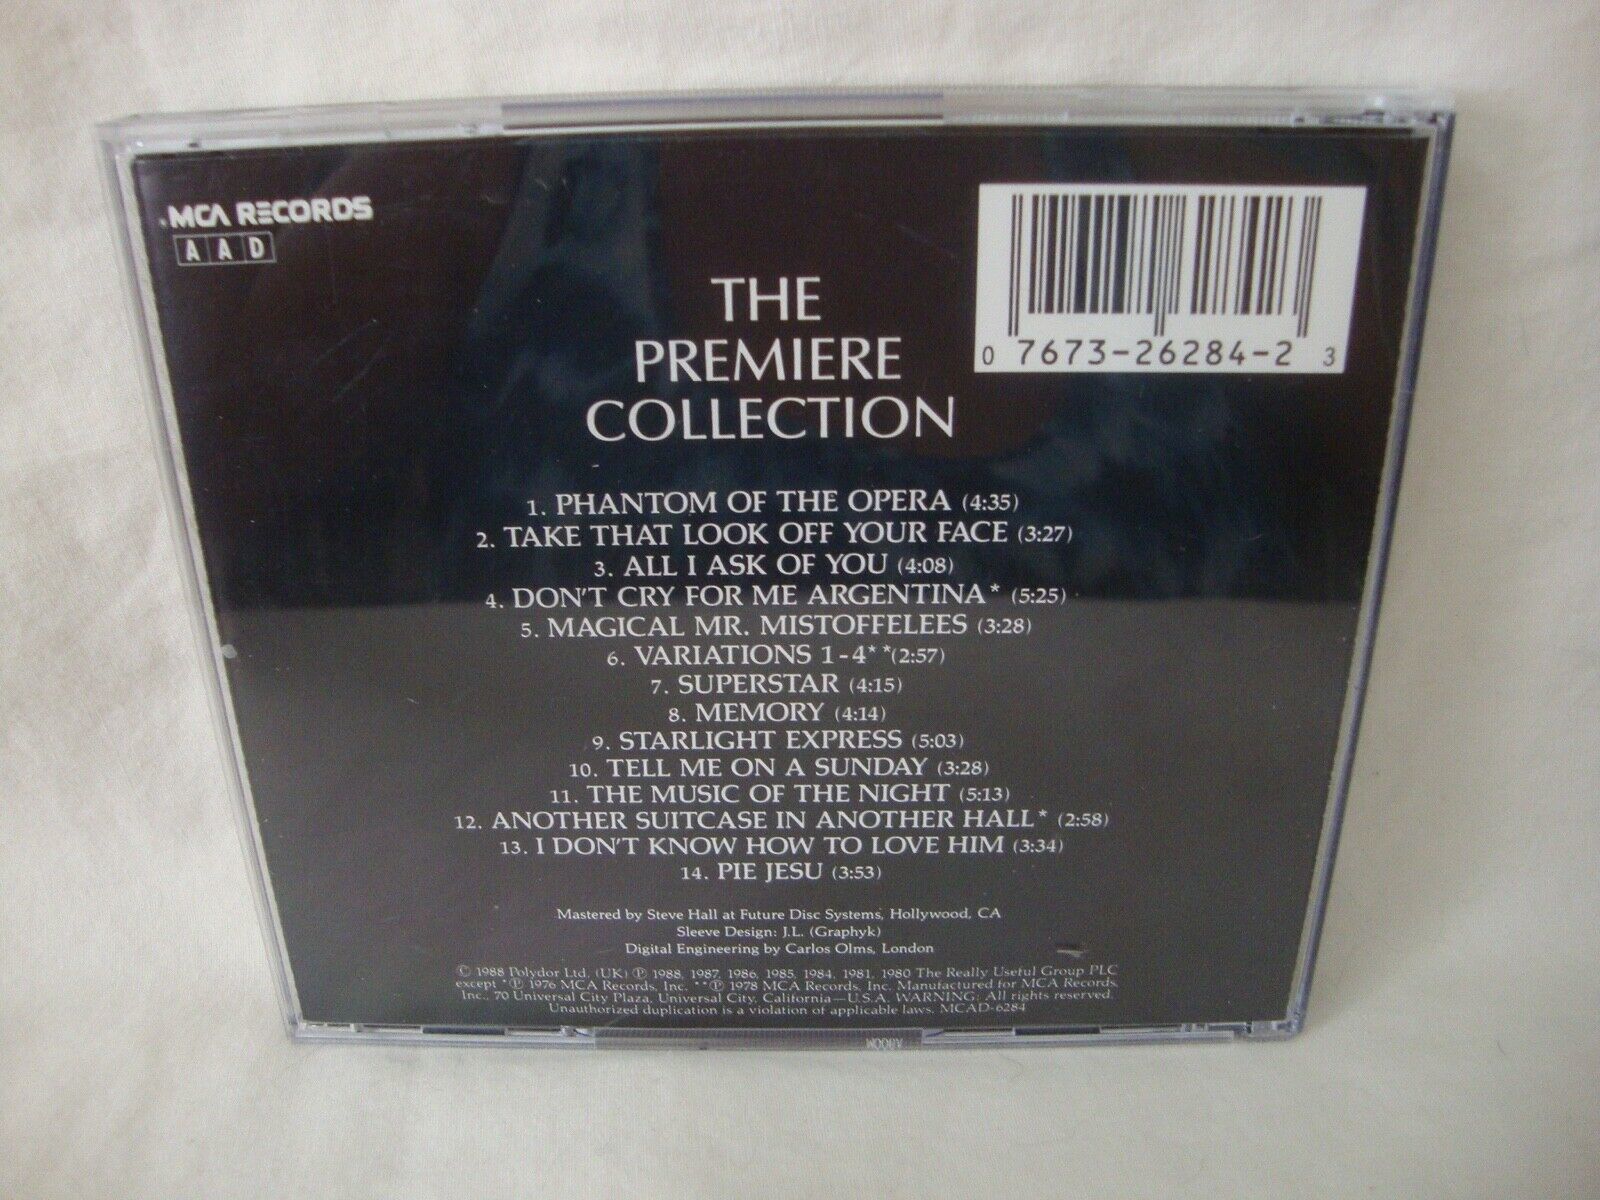 MCA RECORDS
A A D
0 7673-26284-2 3
THE
PREMIERE
COLLECTION
1. PHANTOM OF THE OPERA (4:35)
2. TAKE THAT LOOK OFF YOUR FACE (3:27)
3. ALL I ASK OF YOU (4:08)
4. DON'T CRY FOR ME ARGENTINA* (5:25)
5. MAGICAL MR. MISTOFFELEES (3:28)
6. VARIATIONS 1-4** (2:57)
7. SUPERSTAR (4:15)
8. MEMORY (4:14)
9. STARLIGHT EXPRESS (5:03)
10. TELL ME ON A SUNDAY (3:28)
11. THE MUSIC OF THE NIGHT (5:13)
12. ANOTHER SUITCASE IN ANOTHER HALL* (2:58)
13. I DON'T KNOW HOW TO LOVE HIM (3:34)
14. PIE JESU (3:53)
Mastered by Steve Hall at Future Disc Systems, Hollywood, CA
Sleeve Design: J.L. (Graphyk)
Digital Engineering by Carlos Olms, London
© 1988 Polydor Ltd. (UK) ℗ 1988, 1987, 1986, 1985, 1984, 1981, 1980 The Really Useful Group PLC
except *℗ 1976 MCA Records, Inc. **℗ 1978 MCA Records, Inc. Manufactured for MCA Records,
Inc., 70 Universal City Plaza, Universal City, California—U.S.A. WARNING: All rights reserved.
Unauthorized duplication is a violation of applicable laws. MCAD-6284